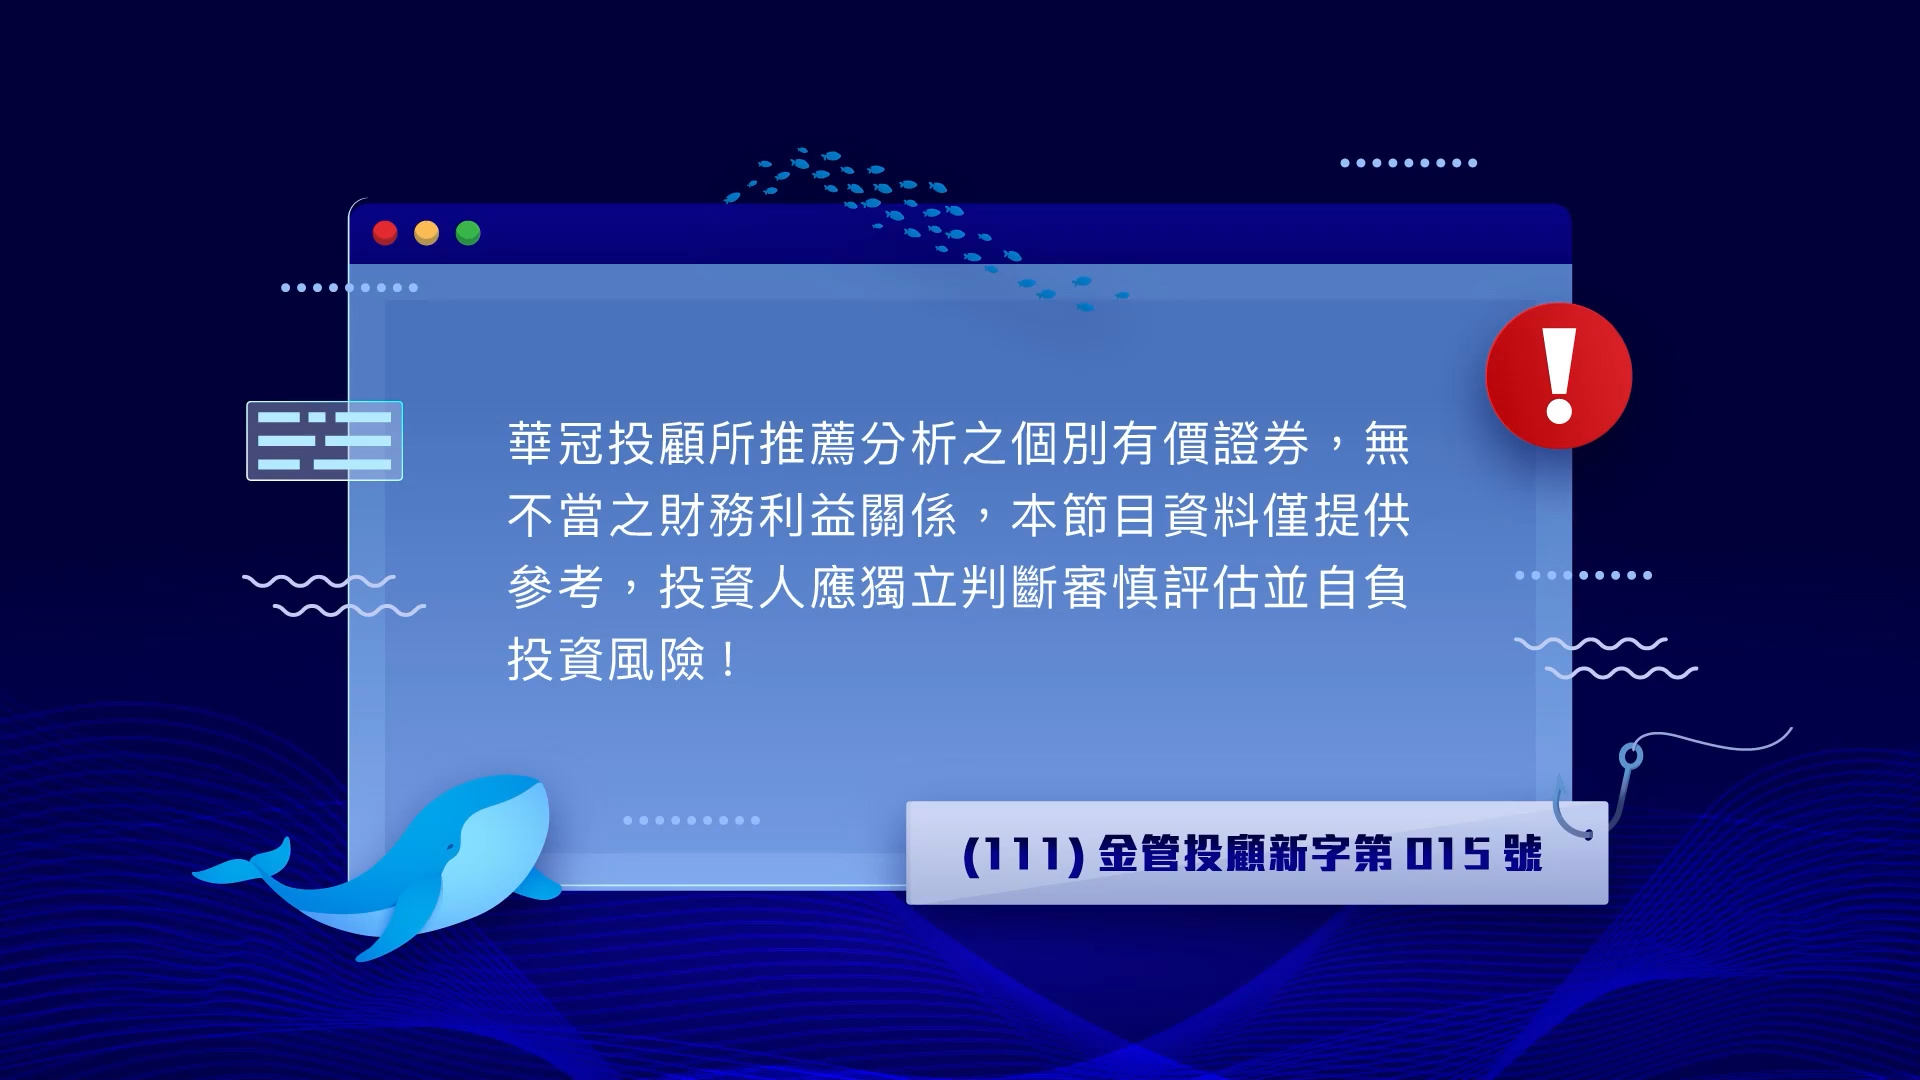 華冠投顧所推薦分析之個別有價證券，無
不當之財務利益關係，本節目資料僅提供
參考，投資人應獨立判斷審慎評估並自負
投資風險！
(111) 金管投顧新字第 015 號